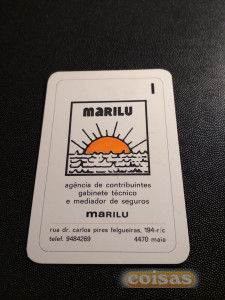 I
MARILU
agência de contribuintes
gabinete técnico
e mediador de seguros
MARILU
rua dr. carlos pires felgueiras, 194-r/c
telef. 9484269 4470 maia
coisas